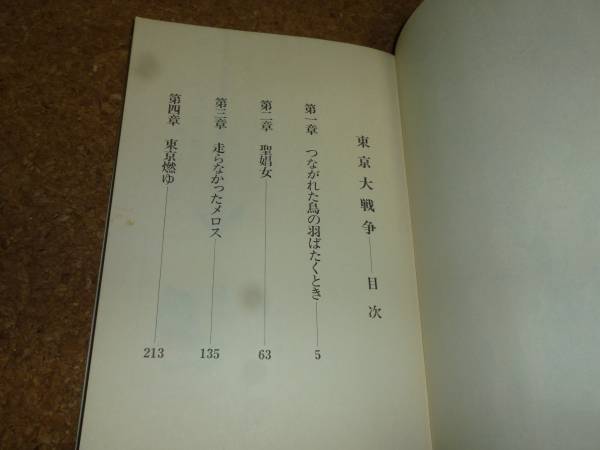 東京大戦争──目次
第一章　つながれた鳥の羽ばたくとき──5
第二章　聖娼女──63
第三章　走らなかったメロス──135
第四章　東京燃ゆ──213